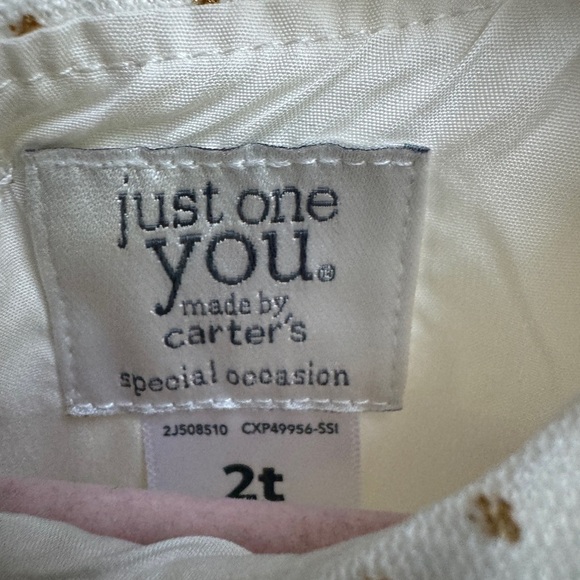 just one
you®
made by
carter's
special occasion
2J508510 CXP49956-SSI
2t